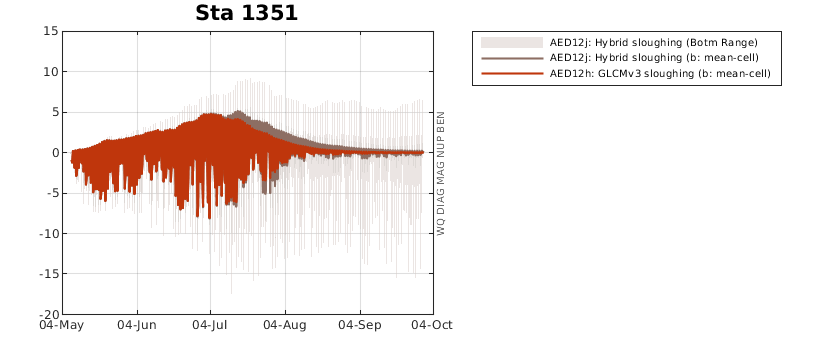 Sta 1351
15
10
5
0
-5
-10
-15
-20
04-May
04-Jun
04-Jul
04-Aug
04-Sep
04-Oct
WQ DIAG MAG NUP BEN
AED12j: Hybrid sloughing (Botm Range)
AED12j: Hybrid sloughing (b: mean-cell)
AED12h: GLCMv3 sloughing (b: mean-cell)